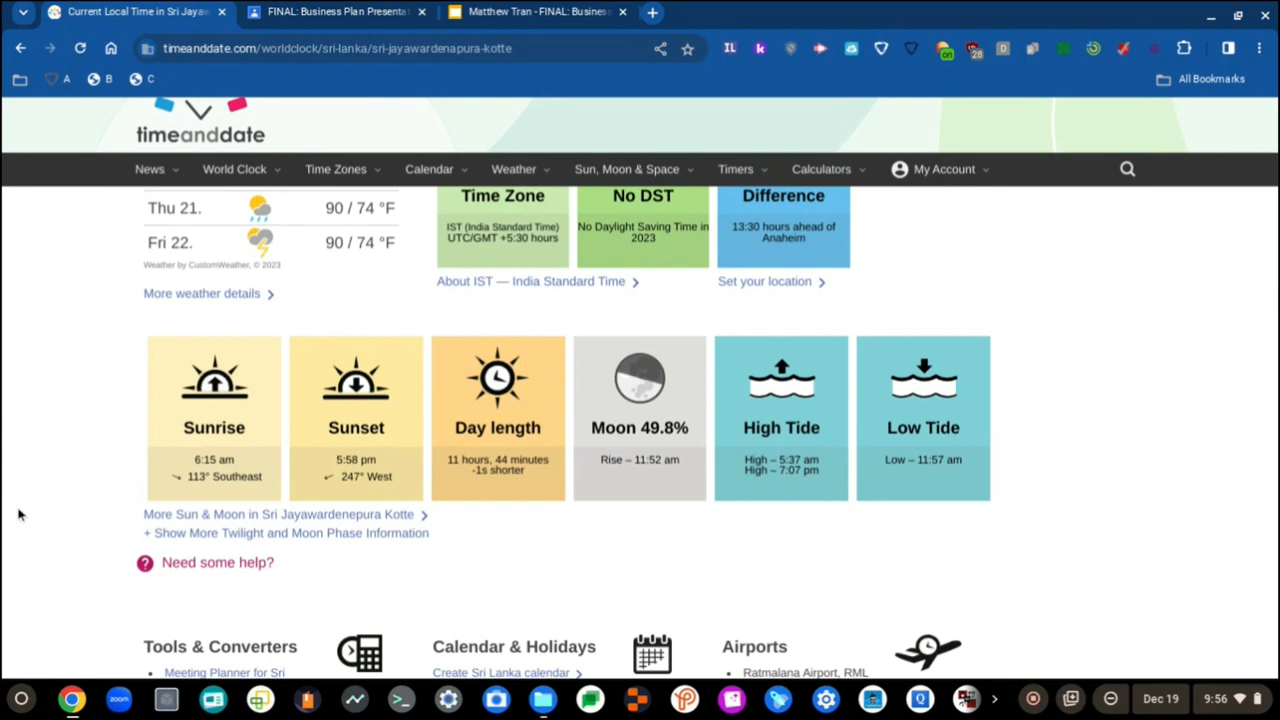 Current Local Time in Sri Jayaw
FINAL: Business Plan Presenta
Matthew Tran - FINAL: Business
timeanddate.com/worldclock/sri-lanka/sri-jayawardenapura-kotte
A
B
C
All Bookmarks
timeanddate
News
World Clock
Time Zones
Calendar
Weather
Sun, Moon & Space
Timers
Calculators
My Account
Thu 21.
90 / 74 °F
Fri 22.
90 / 74 °F
Weather by CustomWeather, © 2023
More weather details
Time Zone
IST (India Standard Time)
UTC/GMT +5:30 hours
No DST
No Daylight Saving Time in
2023
Difference
13:30 hours ahead of
Anaheim
About IST — India Standard Time
Set your location
Sunrise
6:15 am
113° Southeast
Sunset
5:58 pm
247° West
Day length
11 hours, 44 minutes
-1s shorter
Moon 49.8%
Rise – 11:52 am
High Tide
High – 5:37 am
High – 7:07 pm
Low Tide
Low – 11:57 am
More Sun & Moon in Sri Jayawardenepura Kotte
+ Show More Twilight and Moon Phase Information
? Need some help?
Tools & Converters
Meeting Planner for Sri
Calendar & Holidays
Create Sri Lanka calendar
Airports
Ratmalana Airport, RML
zoom
Dec 19
9:56